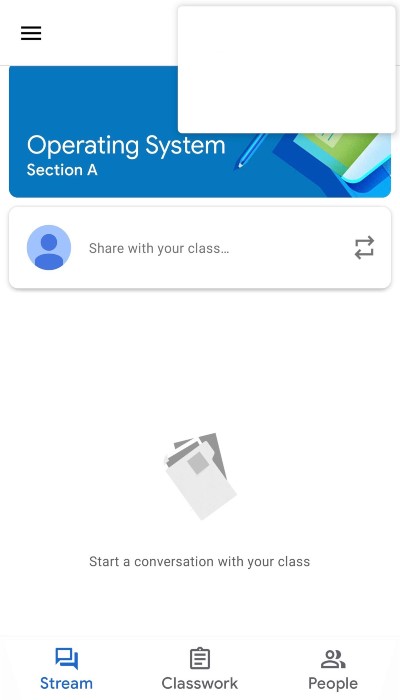 Operating System
Section A
Share with your class...
Start a conversation with your class
Stream
Classwork
People